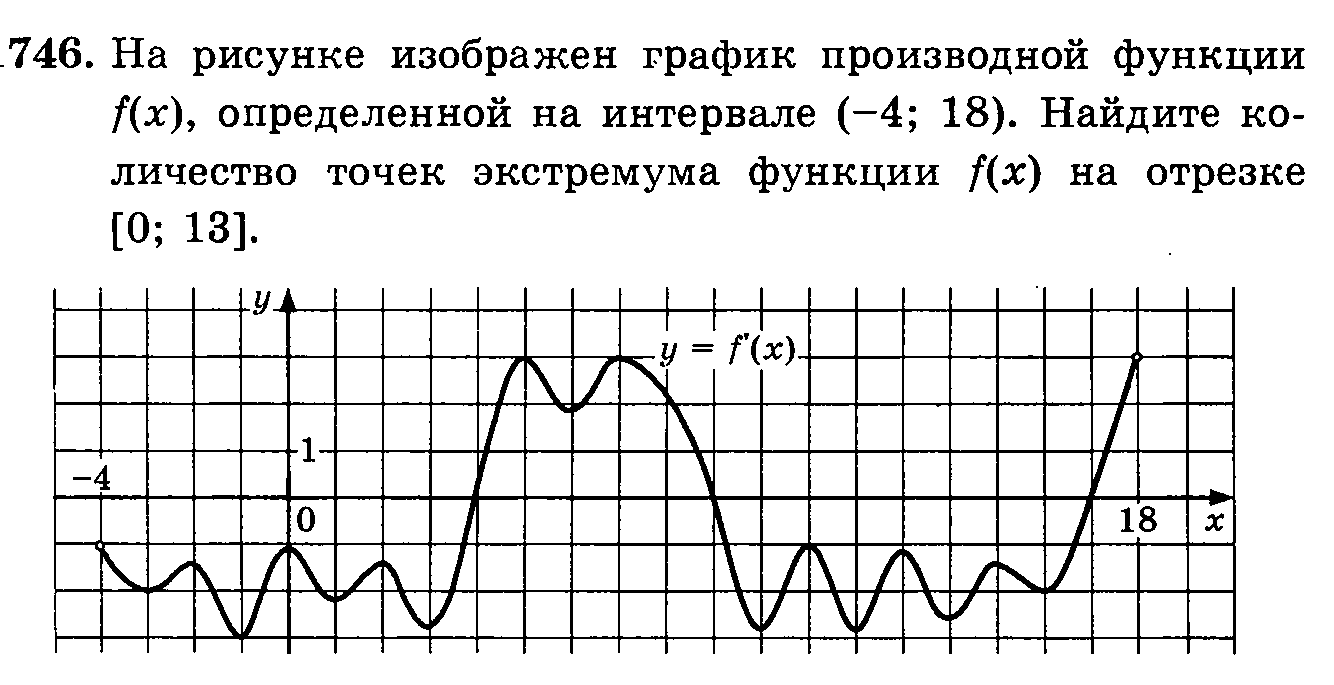 746. На рисунке изображен график производной функции
f(x), определенной на интервале (−4; 18). Найдите ко-
личество точек экстремума функции f(x) на отрезке
[0; 13].
y
y = f'(x)
1
−4
0
18
x